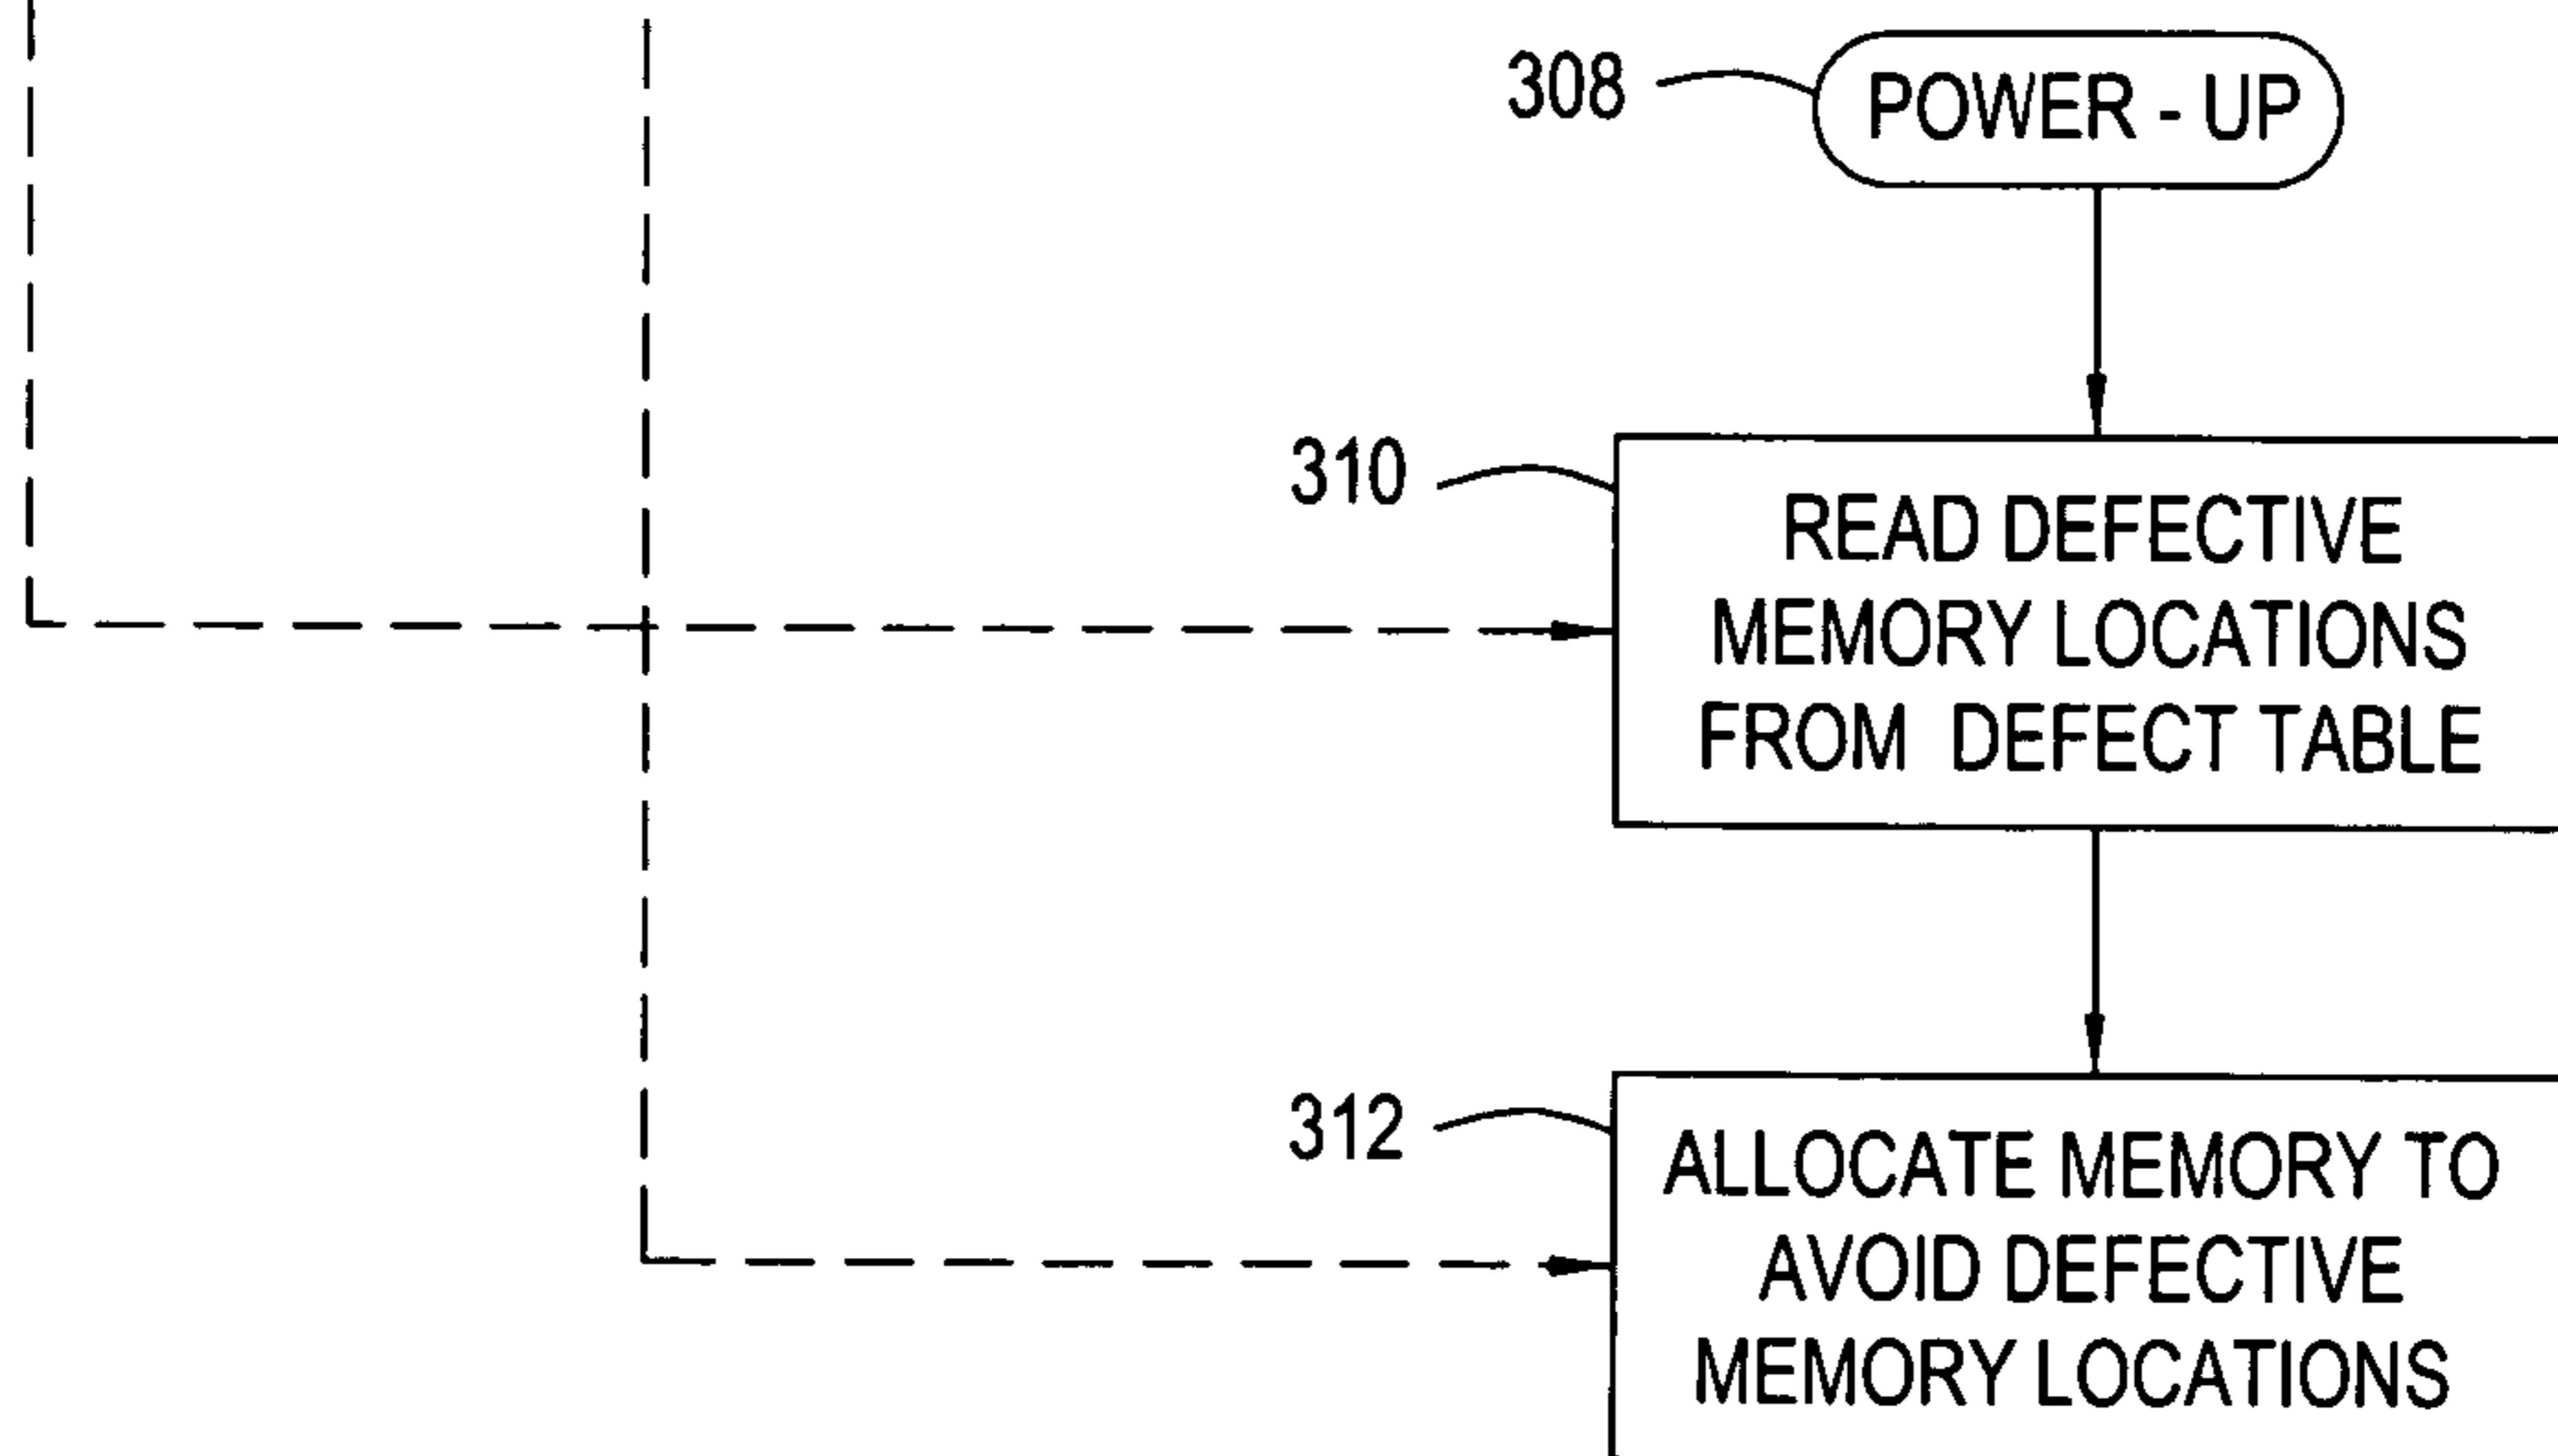 308
POWER - UP
310
READ DEFECTIVE
MEMORY LOCATIONS
FROM DEFECT TABLE
312
ALLOCATE MEMORY TO
AVOID DEFECTIVE
MEMORY LOCATIONS